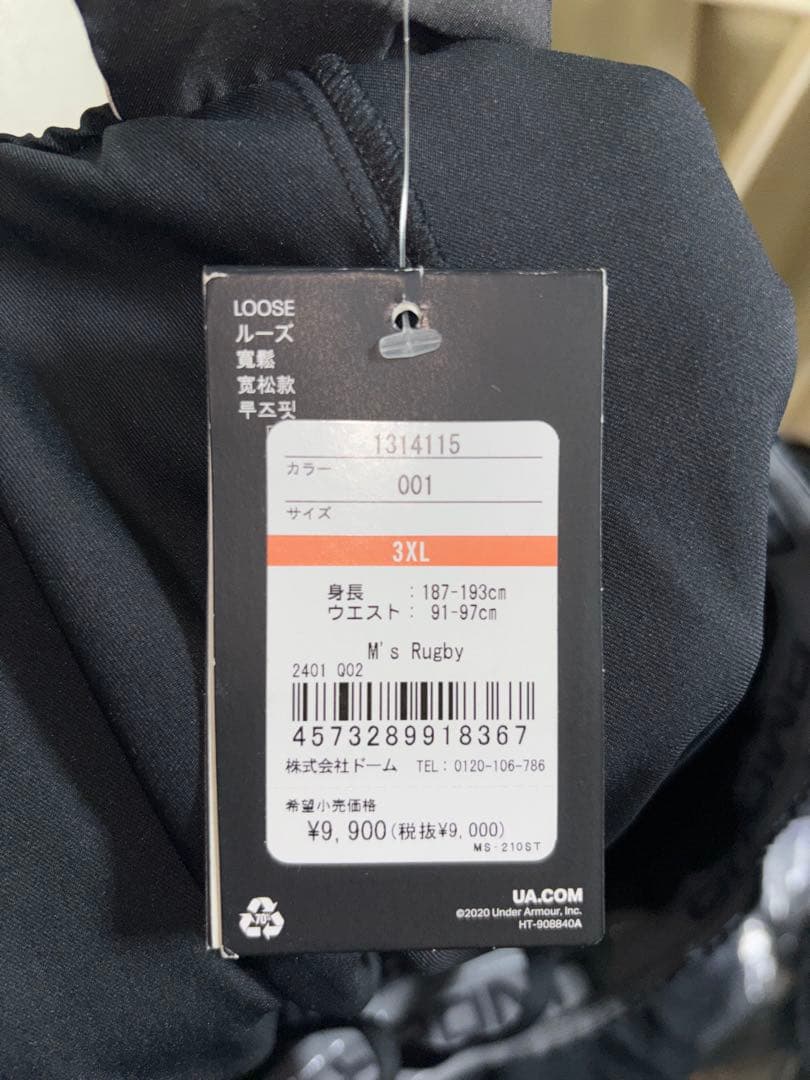 LOOSE
ルーズ
寬鬆
宽松款
루즈핏
1314115
カラー
001
サイズ
3XL
身長 : 187-193cm
ウエスト: 91-97cm
M's Rugby
2401 Q02
4573289918367
株式会社ドーム TEL: 0120-106-786
希望小売価格
¥9,900(税抜¥9,000)
MS-210ST
70%
UA.COM
©2020 Under Armour, Inc.
HT-908840A